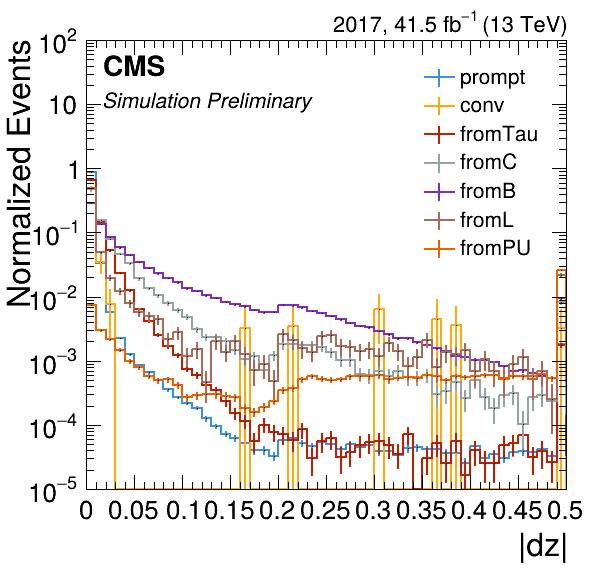 2017, 41.5 fb⁻¹ (13 TeV)
CMS
Simulation Preliminary
prompt
conv
fromTau
fromC
fromB
fromL
fromPU
Normalized Events
10²
10
1
10⁻¹
10⁻²
10⁻³
10⁻⁴
10⁻⁵
0 0.05 0.1 0.15 0.2 0.25 0.3 0.35 0.4 0.45 0.5
|dz|